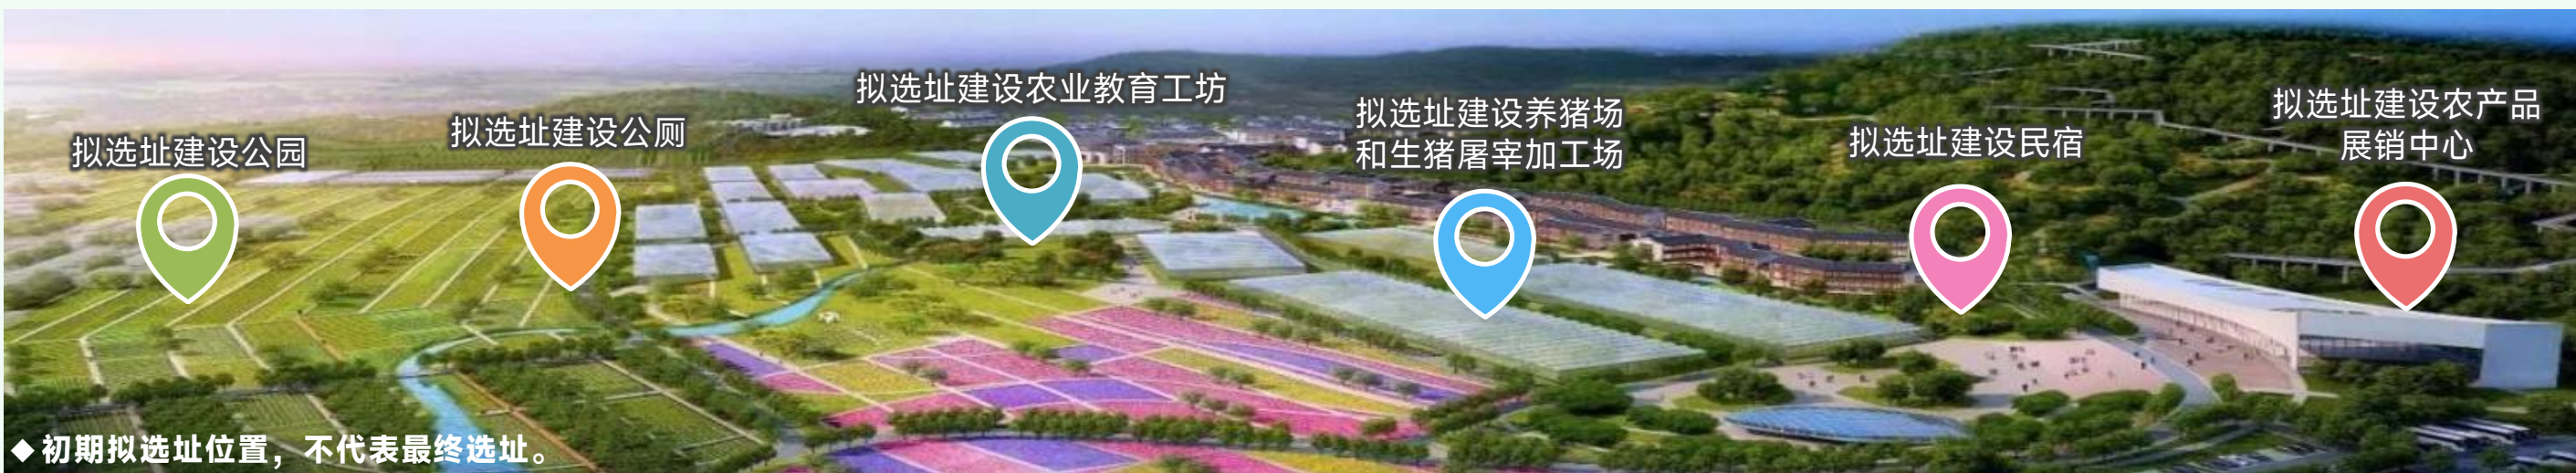 拟选址建设公园
拟选址建设公厕
拟选址建设农业教育工坊
拟选址建设养猪场
和生猪屠宰加工场
拟选址建设民宿
拟选址建设农产品
展销中心
◆初期拟选址位置，不代表最终选址。